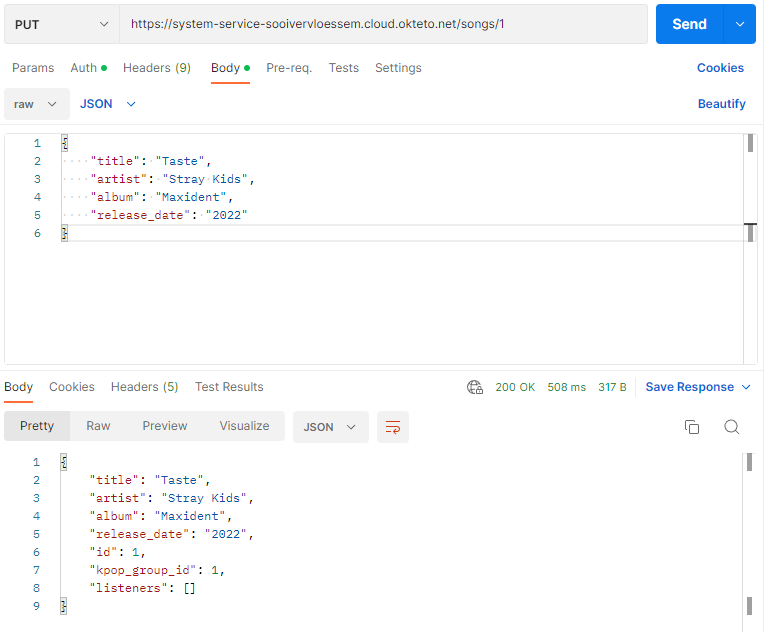 PUT https://system-service-sooivervloessem.cloud.okteto.net/songs/1 Send
Params Auth Headers (9) Body Pre-req. Tests Settings Cookies
raw JSON Beautify
1 {
2 "title": "Taste",
3 "artist": "Stray Kids",
4 "album": "Maxident",
5 "release_date": "2022"
6 }
Body Cookies Headers (5) Test Results 200 OK 508 ms 317 B Save Response
Pretty Raw Preview Visualize JSON
1 {
2 "title": "Taste",
3 "artist": "Stray Kids",
4 "album": "Maxident",
5 "release_date": "2022",
6 "id": 1,
7 "kpop_group_id": 1,
8 "listeners": []
9 }